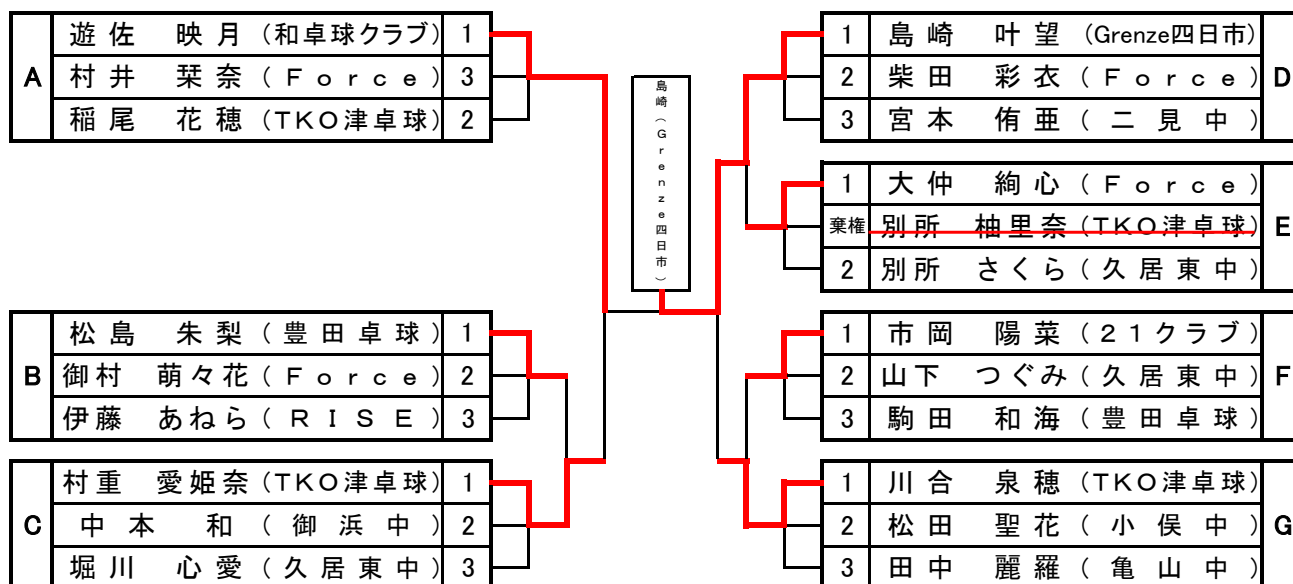 A
遊佐 映月 (和卓球クラブ) 1
村井 栞奈 (Force) 3
稲尾 花穂 (TKO津卓球) 2
B
松島 朱梨 (豊田卓球) 1
御村 萌々花 (Force) 2
伊藤 あねら (RISE) 3
C
村重 愛姫奈 (TKO津卓球) 1
中本 和 (御浜中) 2
堀川 心愛 (久居東中) 3
島崎(Grenze四日市)
D
1 島崎 叶望 (Grenze四日市)
2 柴田 彩衣 (Force)
3 宮本 侑亜 (二見中)
E
1 大仲 絢心 (Force)
棄権 別所 柚里奈 (TKO津卓球)
2 別所 さくら (久居東中)
F
1 市岡 陽菜 (21クラブ)
2 山下 つぐみ (久居東中)
3 駒田 和海 (豊田卓球)
G
1 川合 泉穂 (TKO津卓球)
2 松田 聖花 (小俣中)
3 田中 麗羅 (亀山中)